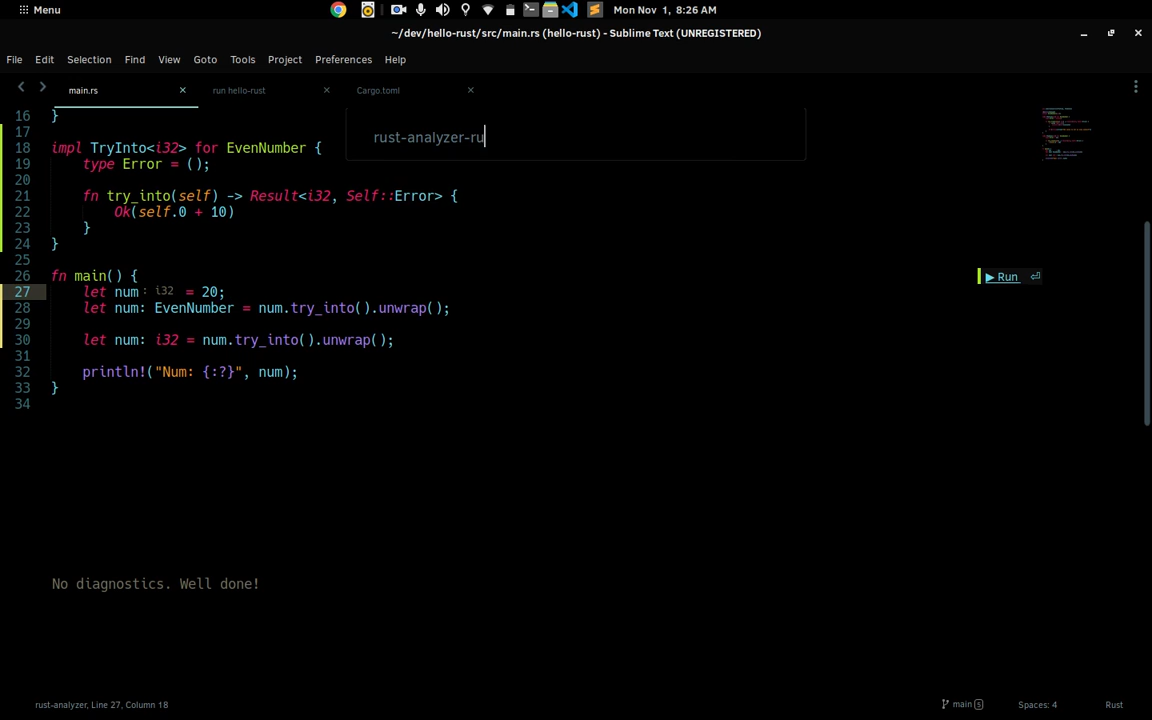 Menu
Mon Nov 1, 8:26 AM
~/dev/hello-rust/src/main.rs (hello-rust) - Sublime Text (UNREGISTERED)
File Edit Selection Find View Goto Tools Project Preferences Help
main.rs run hello-rust Cargo.toml
rust-analyzer-ru
16 }
17
18 impl TryInto<i32> for EvenNumber {
19 type Error = ();
20
21 fn try_into(self) -> Result<i32, Self::Error> {
22 Ok(self.0 + 10)
23 }
24 }
25
26 fn main() {
▶ Run ⏎
27 let num: i32 = 20;
28 let num: EvenNumber = num.try_into().unwrap();
29
30 let num: i32 = num.try_into().unwrap();
31
32 println!("Num: {:?}", num);
33 }
34
No diagnostics. Well done!
rust-analyzer, Line 27, Column 18
main 5 Spaces: 4 Rust